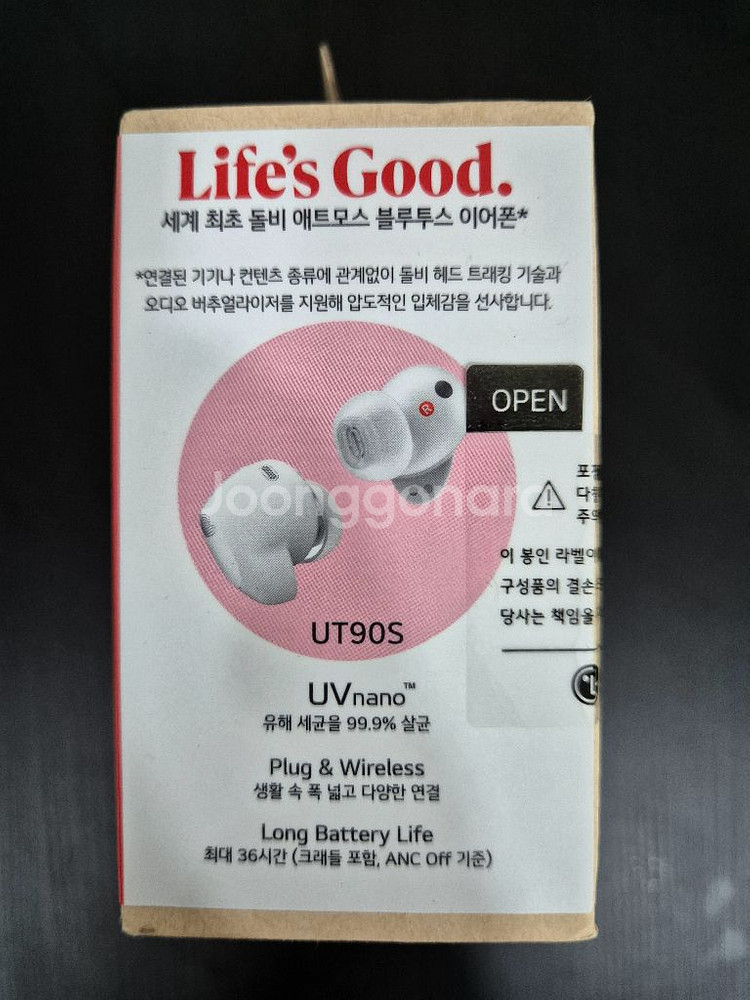 Life's Good.
세계 최초 돌비 애트모스 블루투스 이어폰*
*연결된 기기나 컨텐츠 종류에 관계없이 돌비 헤드 트래킹 기술과
오디오 버추얼라이저를 지원해 압도적인 입체감을 선사합니다.
OPEN
R
Joonggonara
이 봉인
구성품의
당사는 책임을
UT90S
UVnano™
유해 세균을 99.9% 살균
Plug & Wireless
생활 속 폭 넓고 다양한 연결
Long Battery Life
최대 36시간 (크래들 포함, ANC Off 기준)